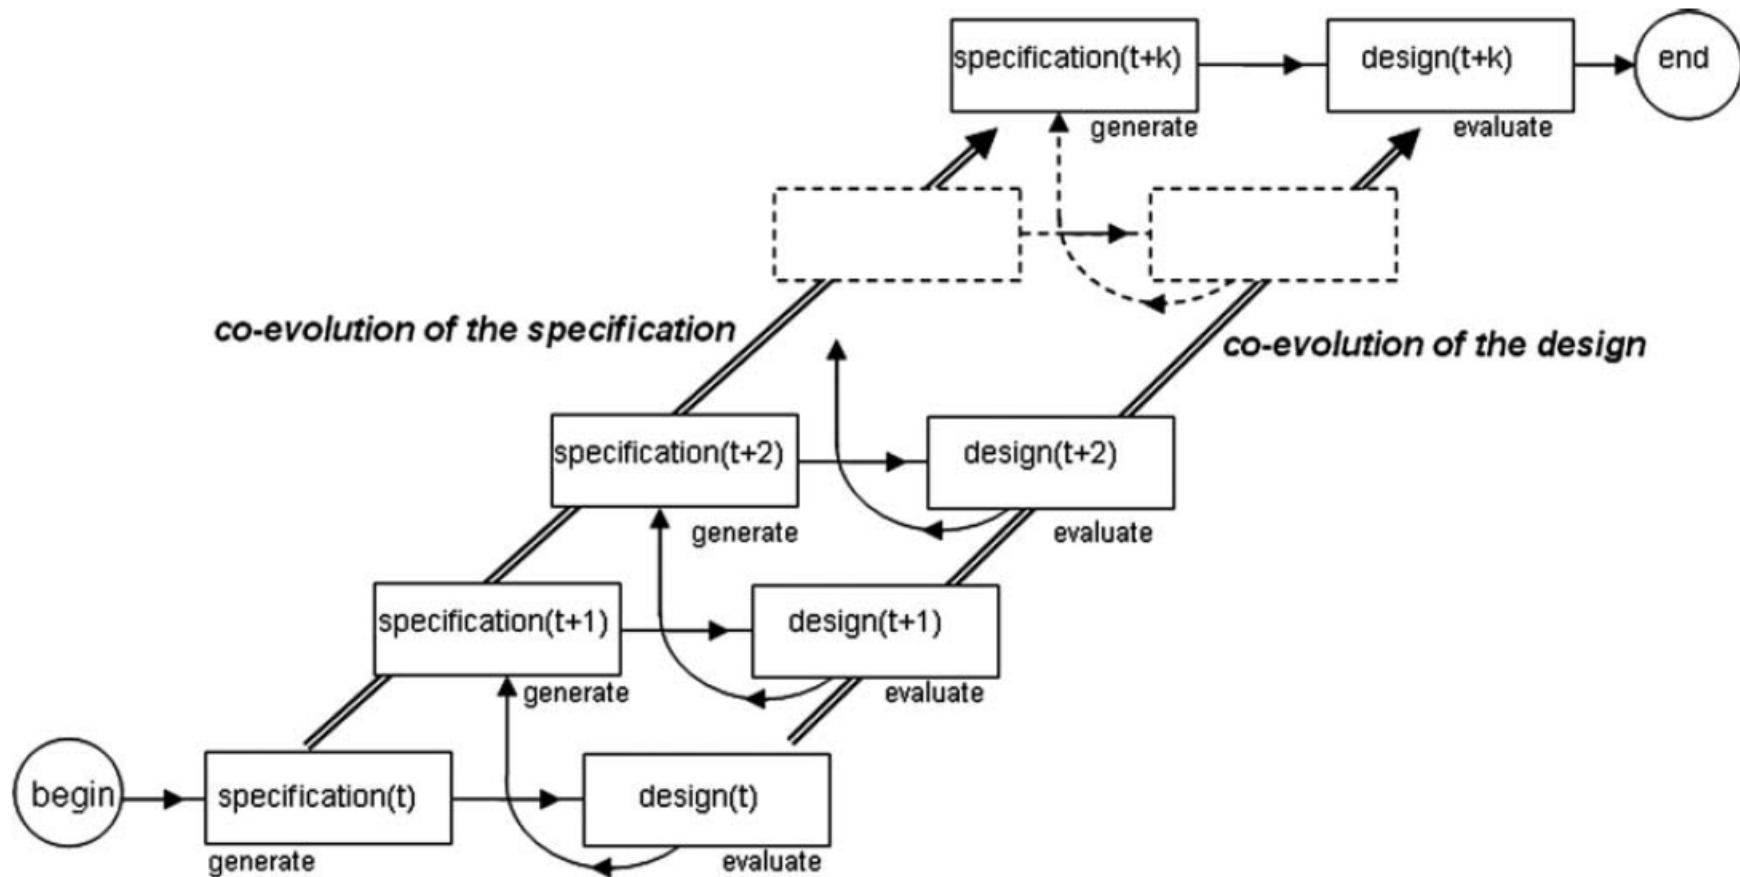 specification(t+k)
design(t+k)
end
generate
evaluate
co-evolution of the specification
co-evolution of the design
specification(t+2)
design(t+2)
generate
evaluate
specification(t+1)
design(t+1)
generate
evaluate
begin
specification(t)
design(t)
generate
evaluate